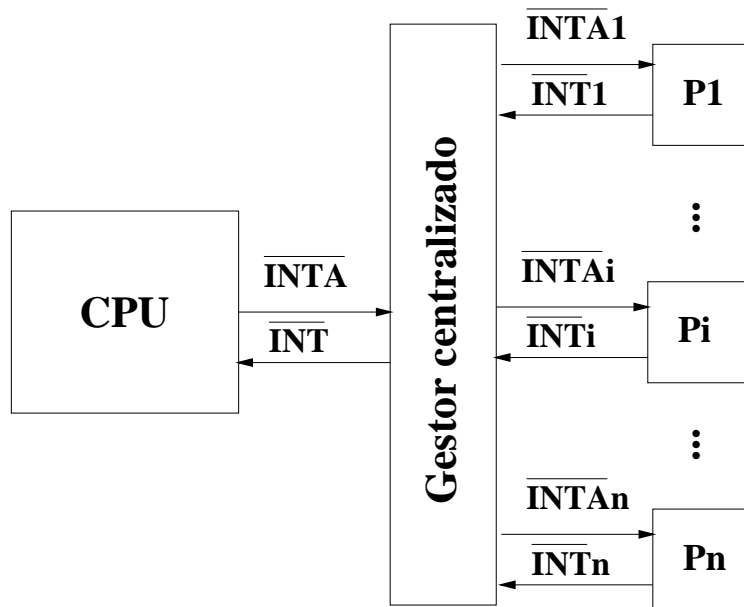 INTA1
INT1
P1
...
CPU
INTA
INT
Gestor centralizado
INTAi
INTi
Pi
...
INTAn
INTn
Pn